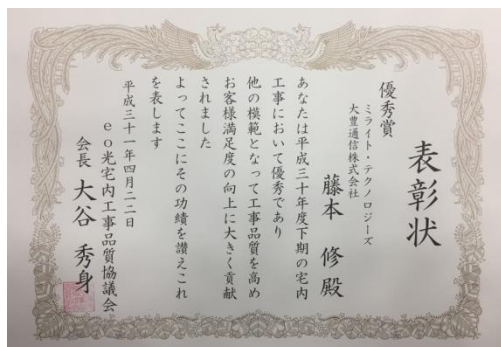 表彰状
優秀賞
ミライト・テクノロジーズ
大豊通信株式会社
藤本 修殿
あなたは平成三十年度下期の宅内
工事において優秀であり
他の模範となって工事品質を高め
お客様満足度の向上に大きく貢献
されました
よってここにその功績を讃えこれ
を表します
平成三十一年四月二二日
eo光宅内工事品質協議会
会長 大谷 秀身